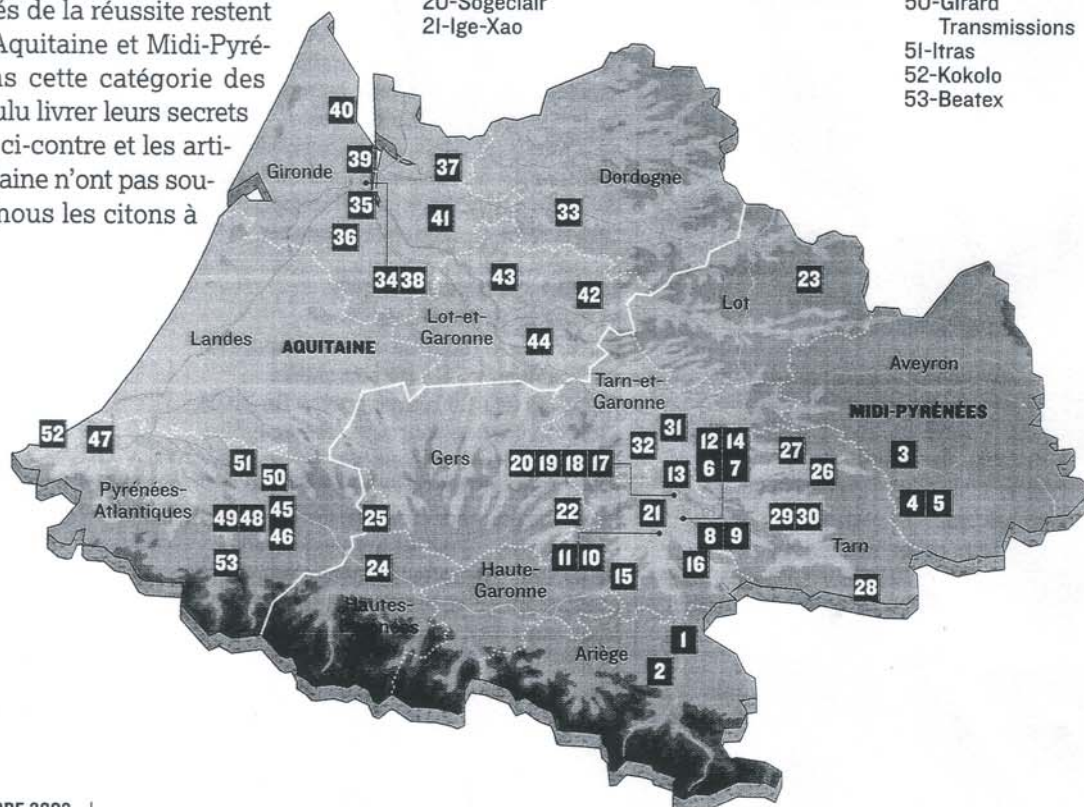 és de la réussite restent
Aquitaine et Midi-Pyré-
ns cette catégorie des
ulu livrer leurs secrets
ci-contre et les arti-
aine n'ont pas sou-
nous les citons à
20-Sogeclair
21-Ige-Xao
50-Girard
Transmissions
51-Itras
52-Kokolo
53-Beatex
40
39
37
Gironde
Dordogne
35
41
33
36
34 38
43
42
23
Lot
Landes
AQUITAINE
Lot-et-
Garonne
44
Aveyron
Tarn-et-
Garonne
MIDI-PYRÉNÉES
52
47
31
32
12 14
27
3
51
50
Gers
20 19 18 17
13
6 7
26
Pyrénées-
Atlantiques
49 48
45
46
25
22
21
29 30
4 5
8 9
Tarn
53
24
11 10
16
Haute-
Garonne
15
28
Hautes-
Ariège
1
2